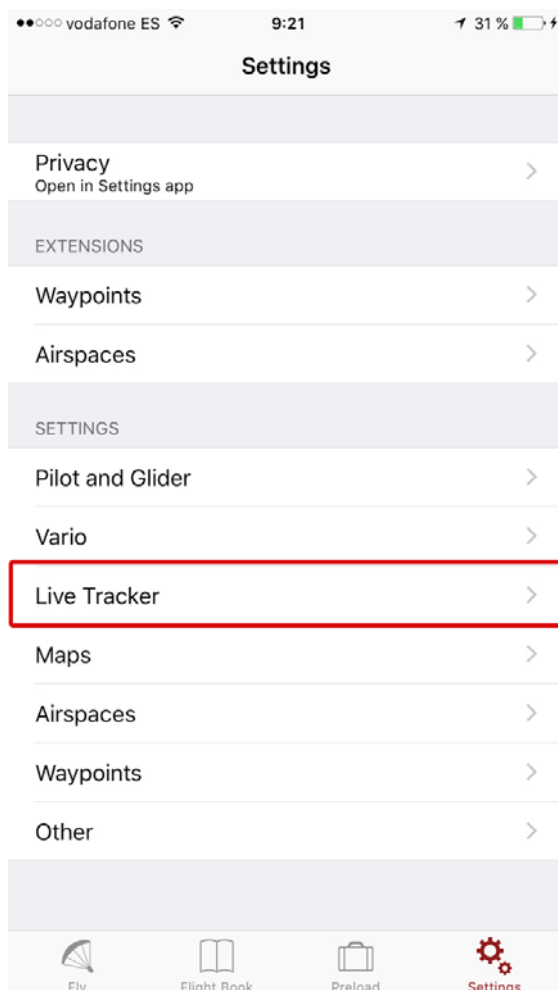 vodafone ES 9:21 31 %
Settings
Privacy
Open in Settings app
EXTENSIONS
Waypoints
Airspaces
SETTINGS
Pilot and Glider
Vario
Live Tracker
Maps
Airspaces
Waypoints
Other
Fly Flight Book Preload Settings